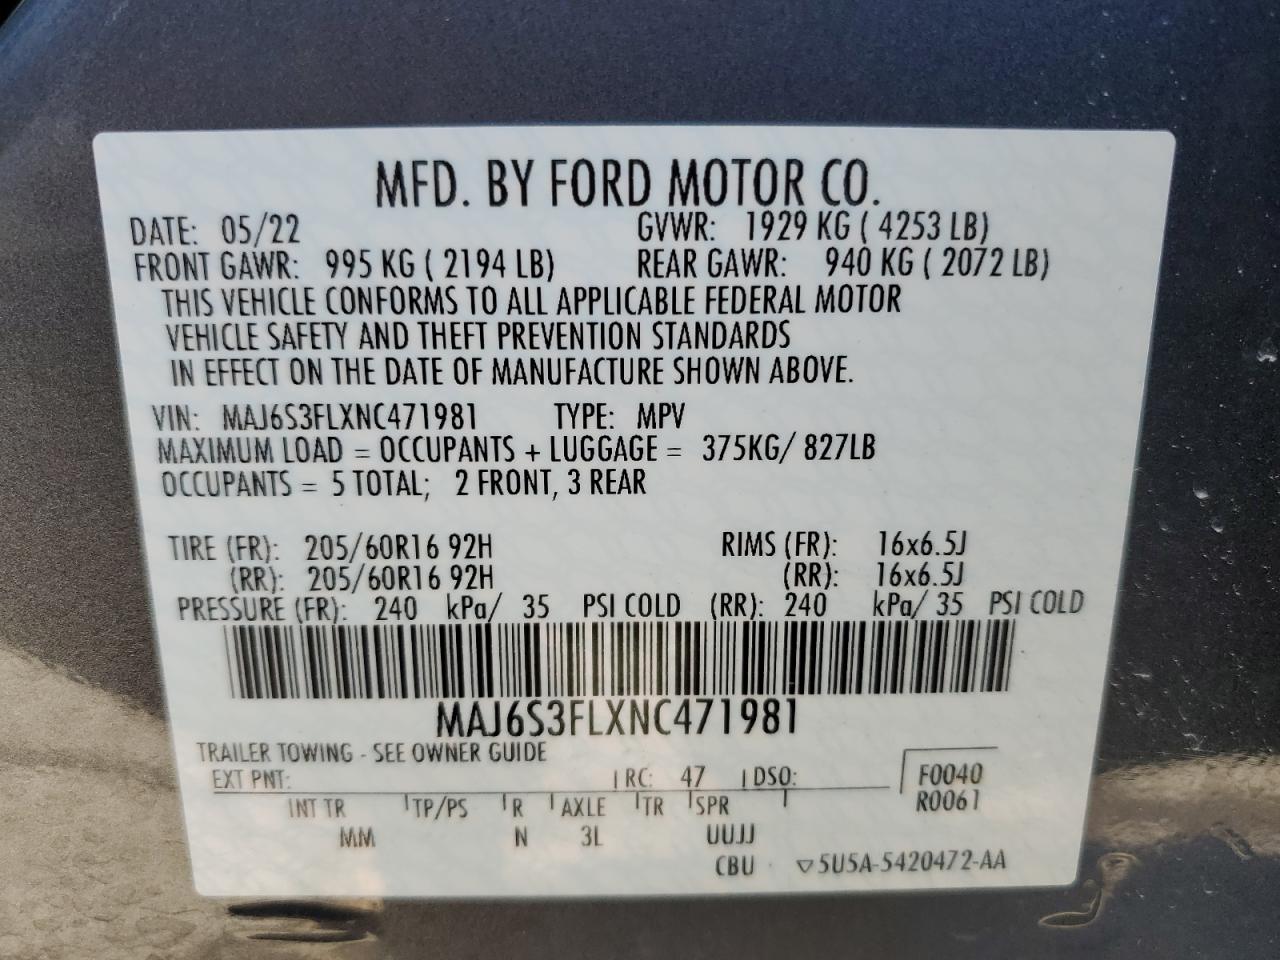 MFD. BY FORD MOTOR CO.
DATE: 05/22 GVWR: 1929 KG ( 4253 LB)
FRONT GAWR: 995 KG ( 2194 LB) REAR GAWR: 940 KG ( 2072 LB)
THIS VEHICLE CONFORMS TO ALL APPLICABLE FEDERAL MOTOR
VEHICLE SAFETY AND THEFT PREVENTION STANDARDS
IN EFFECT ON THE DATE OF MANUFACTURE SHOWN ABOVE.
VIN: MAJ6S3FLXNC471981 TYPE: MPV
MAXIMUM LOAD = OCCUPANTS + LUGGAGE = 375KG/ 827LB
OCCUPANTS = 5 TOTAL; 2 FRONT, 3 REAR
TIRE (FR): 205/60R16 92H RIMS (FR): 16x6.5J
(RR): 205/60R16 92H (RR): 16x6.5J
PRESSURE (FR): 240 kPa/ 35 PSI COLD (RR): 240 kPa/ 35 PSI COLD
MAJ6S3FLXNC471981
TRAILER TOWING - SEE OWNER GUIDE
EXT PNT: RC: 47 DSO: F0040
INT TR TP/PS R AXLE TR SPR R0061
MM N 3L UUJJ
CBU ▽5U5A-5420472-AA